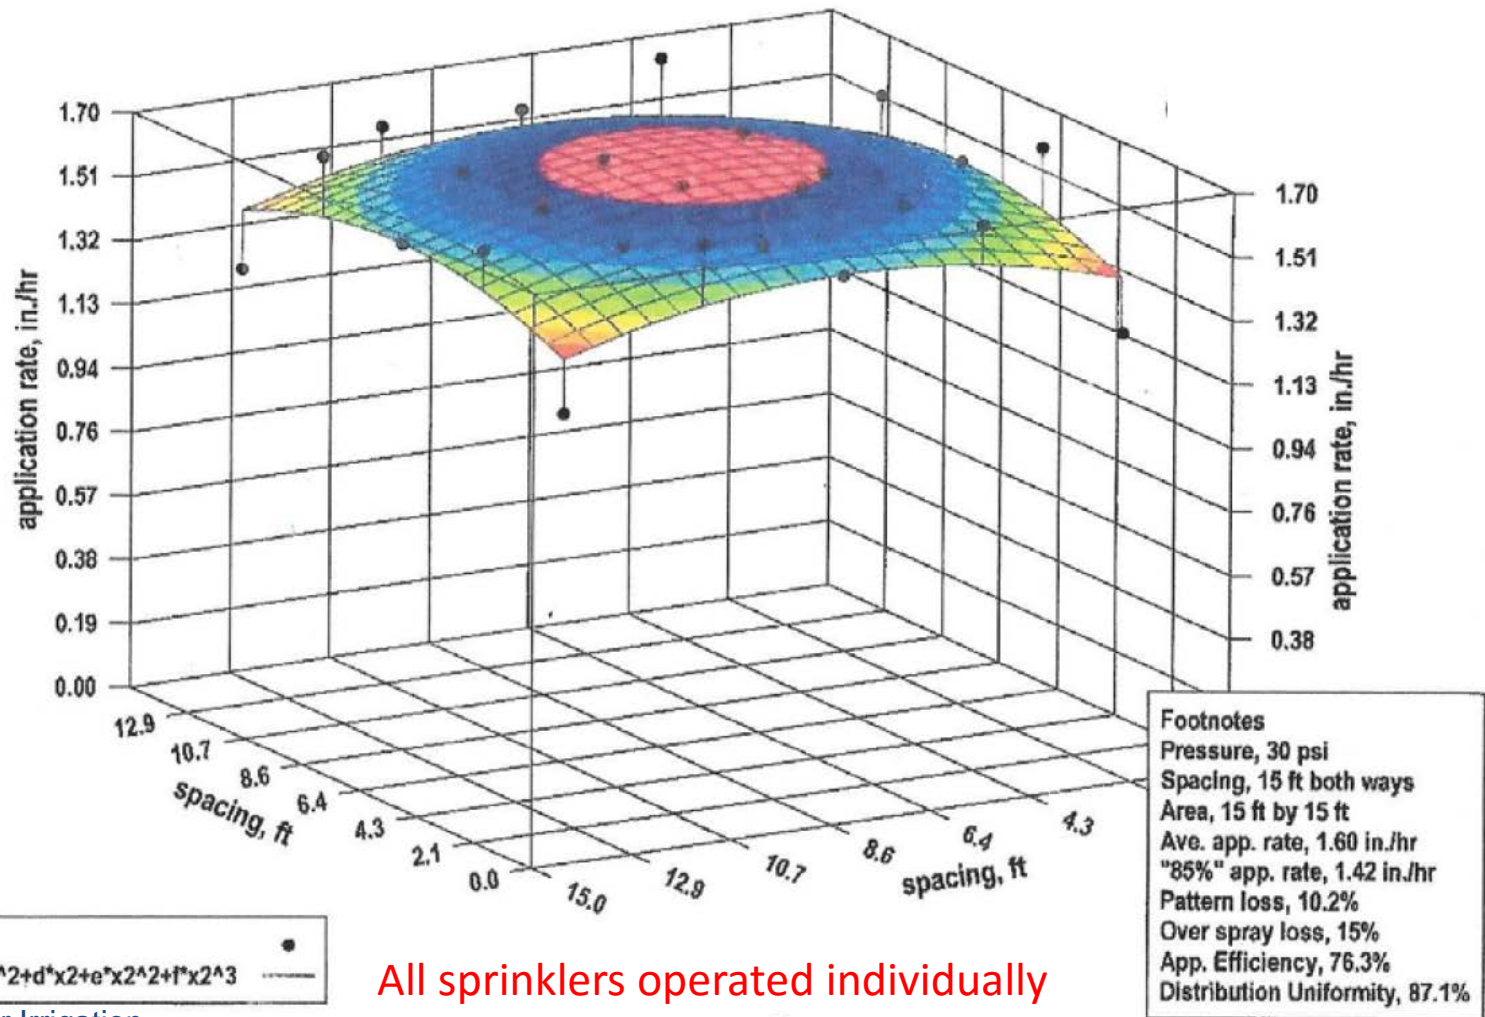 1.70
1.51
1.32
1.13
0.94
0.76
0.57
0.38
0.19
0.00
application rate, in./hr
1.70
1.51
1.32
1.13
0.94
0.76
0.57
0.38
application rate, in./hr
12.9
10.7
8.6
6.4
4.3
2.1
0.0
spacing, ft
15.0
12.9
10.7
8.6
6.4
4.3
spacing, ft
Footnotes
Pressure, 30 psi
Spacing, 15 ft both ways
Area, 15 ft by 15 ft
Ave. app. rate, 1.60 in./hr
"85%" app. rate, 1.42 in./hr
Pattern loss, 10.2%
Over spray loss, 15%
App. Efficiency, 76.3%
Distribution Uniformity, 87.1%
^2+d*x2+e*x2^2+f*x2^3
All sprinklers operated individually
Irrigation